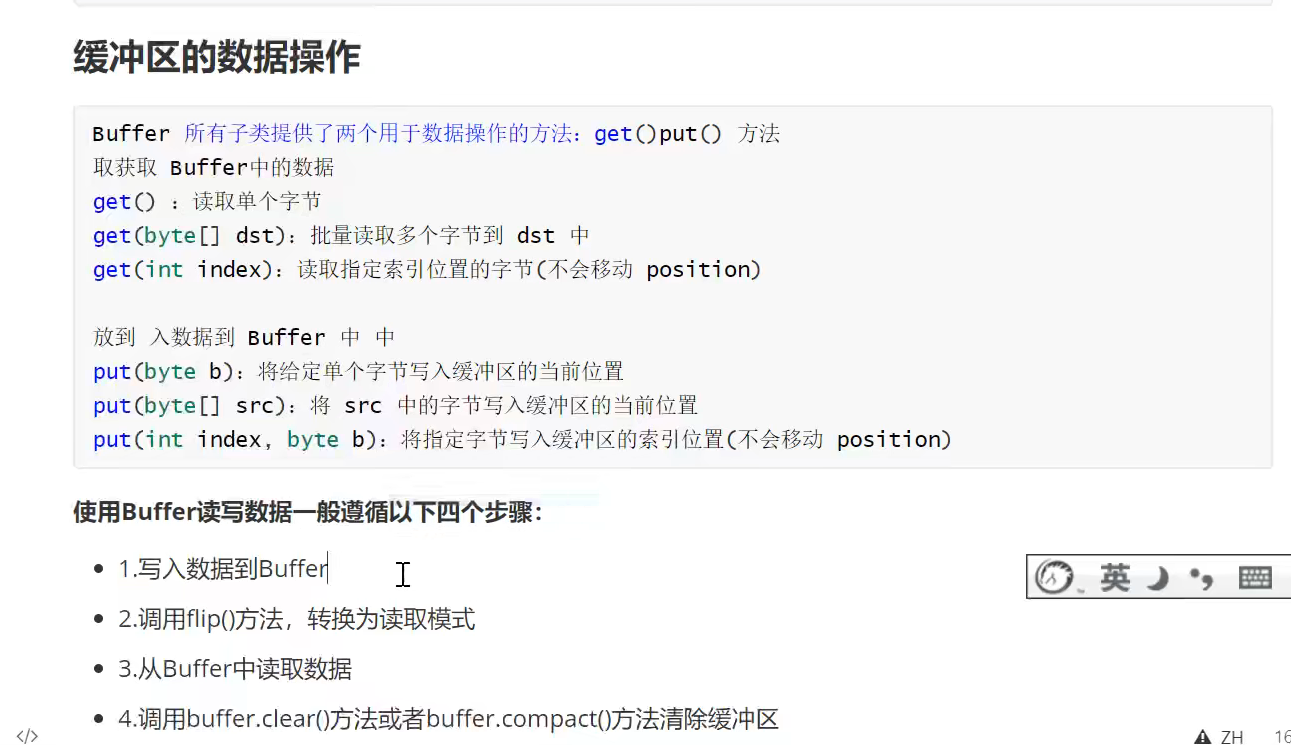 缓冲区的数据操作
Buffer 所有子类提供了两个用于数据操作的方法：get()put() 方法
取获取 Buffer中的数据
get() ：读取单个字节
get(byte[] dst)：批量读取多个字节到 dst 中
get(int index)：读取指定索引位置的字节(不会移动 position)
放到 入数据到 Buffer 中 中
put(byte b)：将给定单个字节写入缓冲区的当前位置
put(byte[] src)：将 src 中的字节写入缓冲区的当前位置
put(int index, byte b)：将指定字节写入缓冲区的索引位置(不会移动 position)
使用Buffer读写数据一般遵循以下四个步骤：
1.写入数据到Buffer
英
2.调用flip()方法，转换为读取模式
3.从Buffer中读取数据
4.调用buffer.clear()方法或者buffer.compact()方法清除缓冲区
</> ZH 16